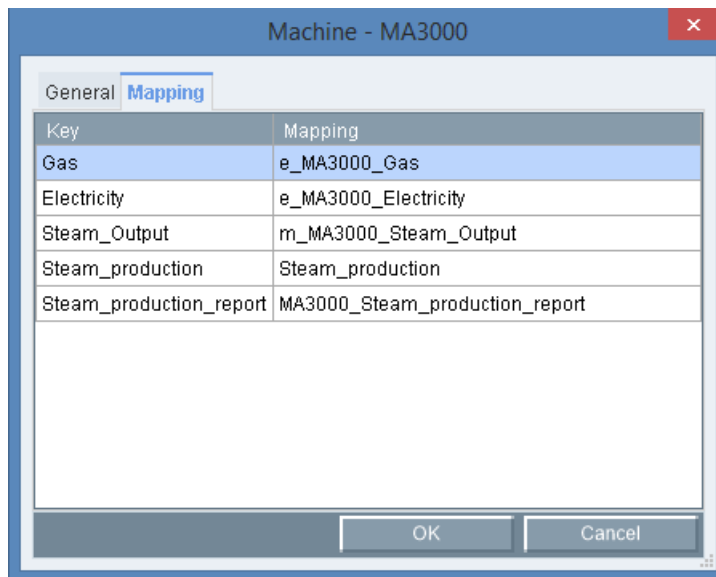 Machine - MA3000
General Mapping
Key Mapping
Gas e_MA3000_Gas
Electricity e_MA3000_Electricity
Steam_Output m_MA3000_Steam_Output
Steam_production Steam_production
Steam_production_report MA3000_Steam_production_report
OK Cancel